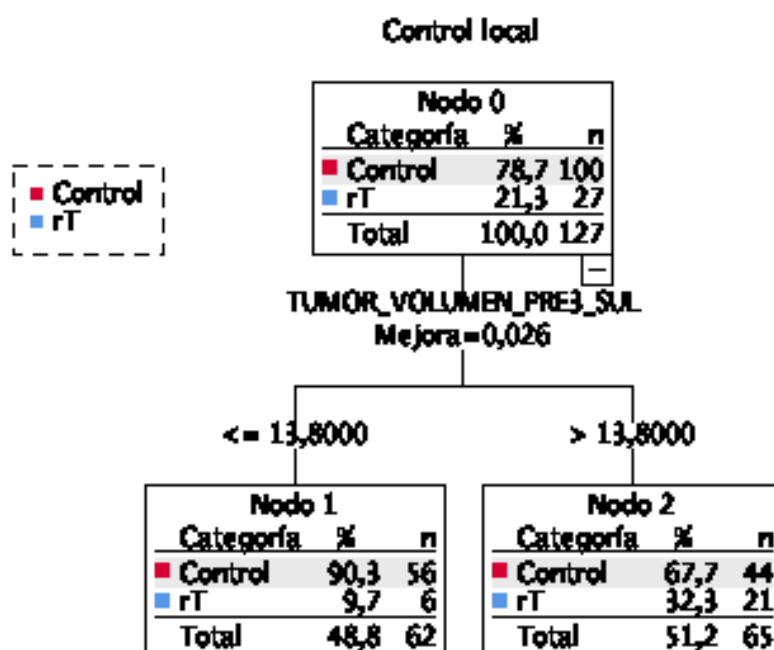 Control local
Nodo 0
Categoría % n
Control 78,7 100
rT 21,3 27
Total 100,0 127
Control
rT
TUMOR_VOLUMEN_PRE3_SUL
Mejora=0,026
<= 13,8000
> 13,8000
Nodo 1
Categoría % n
Control 90,3 56
rT 9,7 6
Total 48,8 62
Nodo 2
Categoría % n
Control 67,7 44
rT 32,3 21
Total 51,2 65